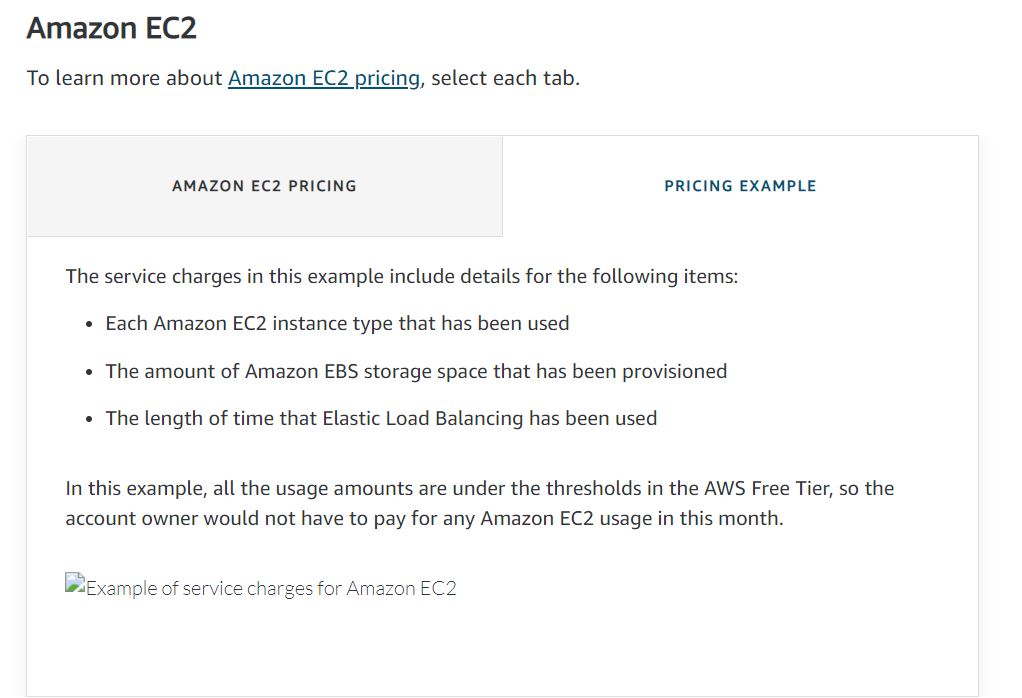 Amazon EC2
To learn more about Amazon EC2 pricing, select each tab.
AMAZON EC2 PRICING
PRICING EXAMPLE
The service charges in this example include details for the following items:
• Each Amazon EC2 instance type that has been used
• The amount of Amazon EBS storage space that has been provisioned
• The length of time that Elastic Load Balancing has been used
In this example, all the usage amounts are under the thresholds in the AWS Free Tier, so the
account owner would not have to pay for any Amazon EC2 usage in this month.
Example of service charges for Amazon EC2